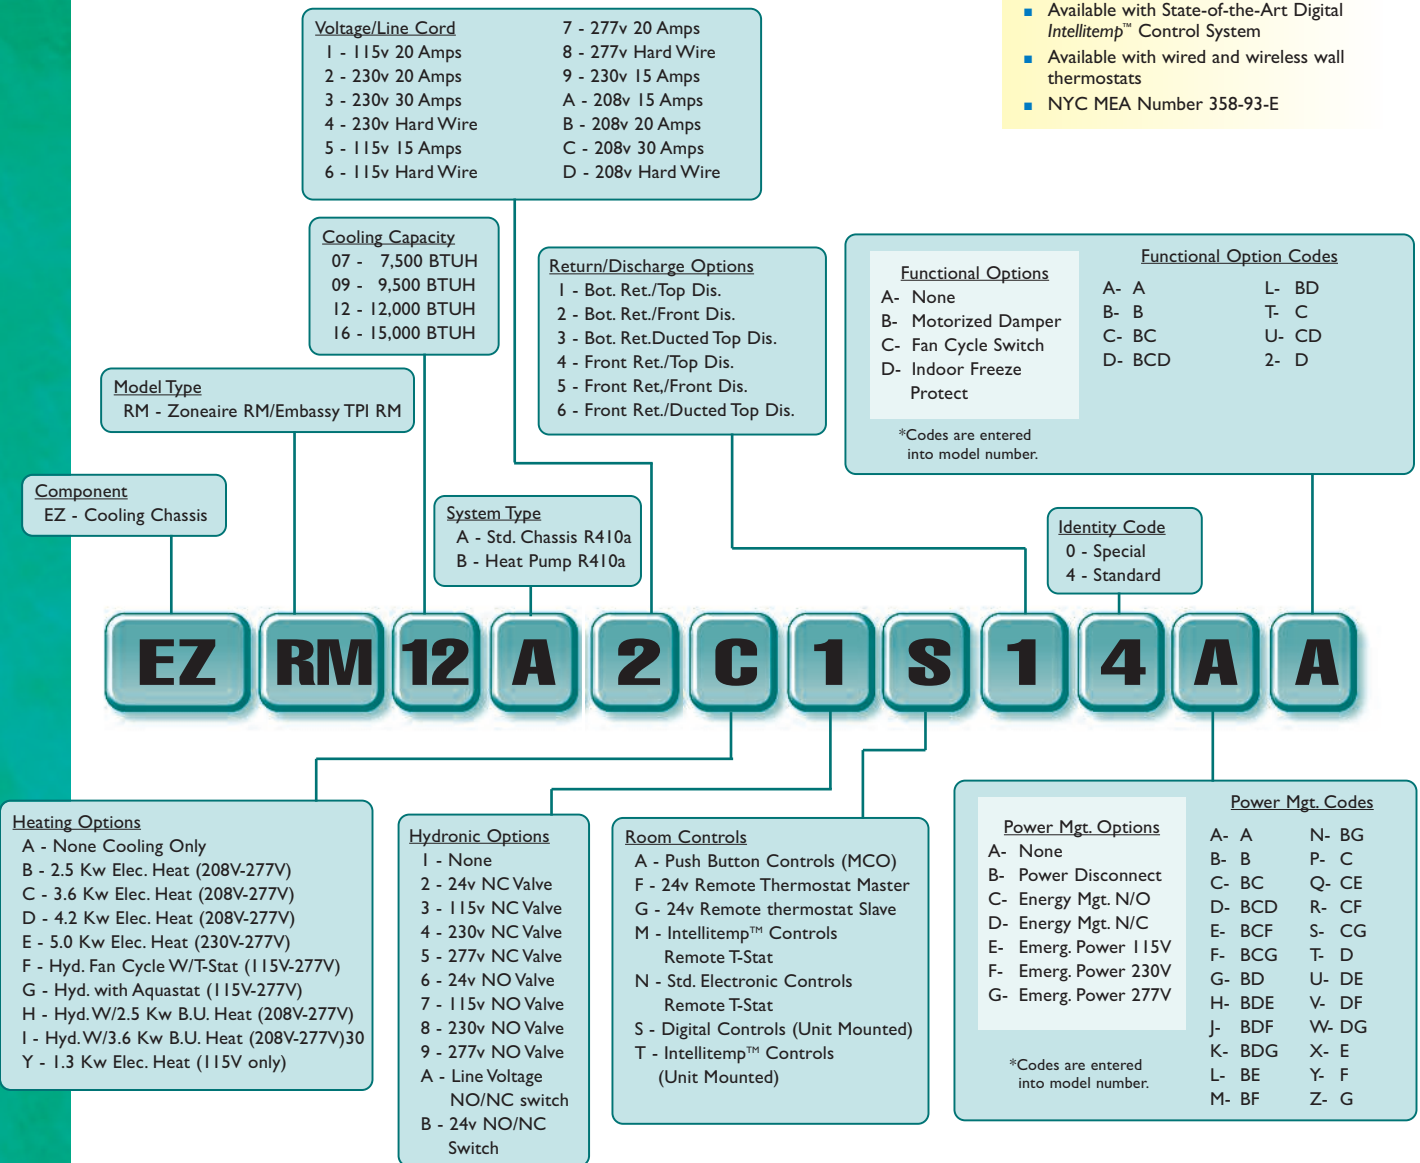 Available with State-of-the-Art Digital
Intellitemp™ Control System
Available with wired and wireless wall
thermostats
NYC MEA Number 358-93-E
Voltage/Line Cord
1 - 115v 20 Amps
2 - 230v 20 Amps
3 - 230v 30 Amps
4 - 230v Hard Wire
5 - 115v 15 Amps
6 - 115v Hard Wire
7 - 277v 20 Amps
8 - 277v Hard Wire
9 - 230v 15 Amps
A - 208v 15 Amps
B - 208v 20 Amps
C - 208v 30 Amps
D - 208v Hard Wire
Cooling Capacity
07 - 7,500 BTUH
09 - 9,500 BTUH
12 - 12,000 BTUH
16 - 15,000 BTUH
Return/Discharge Options
1 - Bot. Ret./Top Dis.
2 - Bot. Ret./Front Dis.
3 - Bot. Ret.Ducted Top Dis.
4 - Front Ret./Top Dis.
5 - Front Ret,/Front Dis.
6 - Front Ret./Ducted Top Dis.
Functional Options
A- None
B- Motorized Damper
C- Fan Cycle Switch
D- Indoor Freeze
Protect
*Codes are entered
into model number.
Functional Option Codes
A- A
B- B
C- BC
D- BCD
L- BD
T- C
U- CD
2- D
Model Type
RM - Zoneaire RM/Embassy TPI RM
Component
EZ - Cooling Chassis
System Type
A - Std. Chassis R410a
B - Heat Pump R410a
Identity Code
0 - Special
4 - Standard
EZ RM 12 A 2 C 1 S 1 4 A A
Heating Options
A - None Cooling Only
B - 2.5 Kw Elec. Heat (208V-277V)
C - 3.6 Kw Elec. Heat (208V-277V)
D - 4.2 Kw Elec. Heat (208V-277V)
E - 5.0 Kw Elec. Heat (230V-277V)
F - Hyd. Fan Cycle W/T-Stat (115V-277V)
G - Hyd. with Aquastat (115V-277V)
H - Hyd. W/2.5 Kw B.U. Heat (208V-277V)
I - Hyd. W/3.6 Kw B.U. Heat (208V-277V)30
Y - 1.3 Kw Elec. Heat (115V only)
Hydronic Options
1 - None
2 - 24v NC Valve
3 - 115v NC Valve
4 - 230v NC Valve
5 - 277v NC Valve
6 - 24v NO Valve
7 - 115v NO Valve
8 - 230v NO Valve
9 - 277v NO Valve
A - Line Voltage
NO/NC switch
B - 24v NO/NC
Switch
Room Controls
A - Push Button Controls (MCO)
F - 24v Remote Thermostat Master
G - 24v Remote thermostat Slave
M - Intellitemp™ Controls
Remote T-Stat
N - Std. Electronic Controls
Remote T-Stat
S - Digital Controls (Unit Mounted)
T - Intellitemp™ Controls
(Unit Mounted)
Power Mgt. Options
A- None
B- Power Disconnect
C- Energy Mgt. N/O
D- Energy Mgt. N/C
E- Emerg. Power 115V
F- Emerg. Power 230V
G- Emerg. Power 277V
*Codes are entered
into model number.
Power Mgt. Codes
A- A
B- B
C- BC
D- BCD
E- BCF
F- BCG
G- BD
H- BDE
J- BDF
K- BDG
L- BE
M- BF
N- BG
P- C
Q- CE
R- CF
S- CG
T- D
U- DE
V- DF
W- DG
X- E
Y- F
Z- G